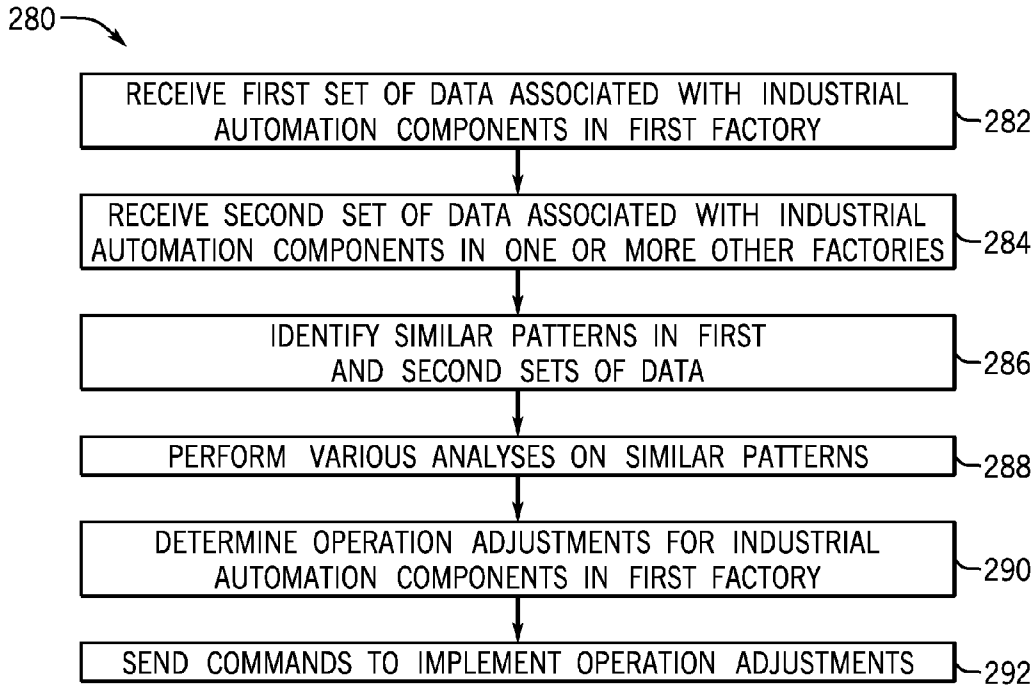 280
RECEIVE FIRST SET OF DATA ASSOCIATED WITH INDUSTRIAL
AUTOMATION COMPONENTS IN FIRST FACTORY
282
RECEIVE SECOND SET OF DATA ASSOCIATED WITH INDUSTRIAL
AUTOMATION COMPONENTS IN ONE OR MORE OTHER FACTORIES
284
IDENTIFY SIMILAR PATTERNS IN FIRST
AND SECOND SETS OF DATA
286
PERFORM VARIOUS ANALYSES ON SIMILAR PATTERNS
288
DETERMINE OPERATION ADJUSTMENTS FOR INDUSTRIAL
AUTOMATION COMPONENTS IN FIRST FACTORY
290
SEND COMMANDS TO IMPLEMENT OPERATION ADJUSTMENTS
292